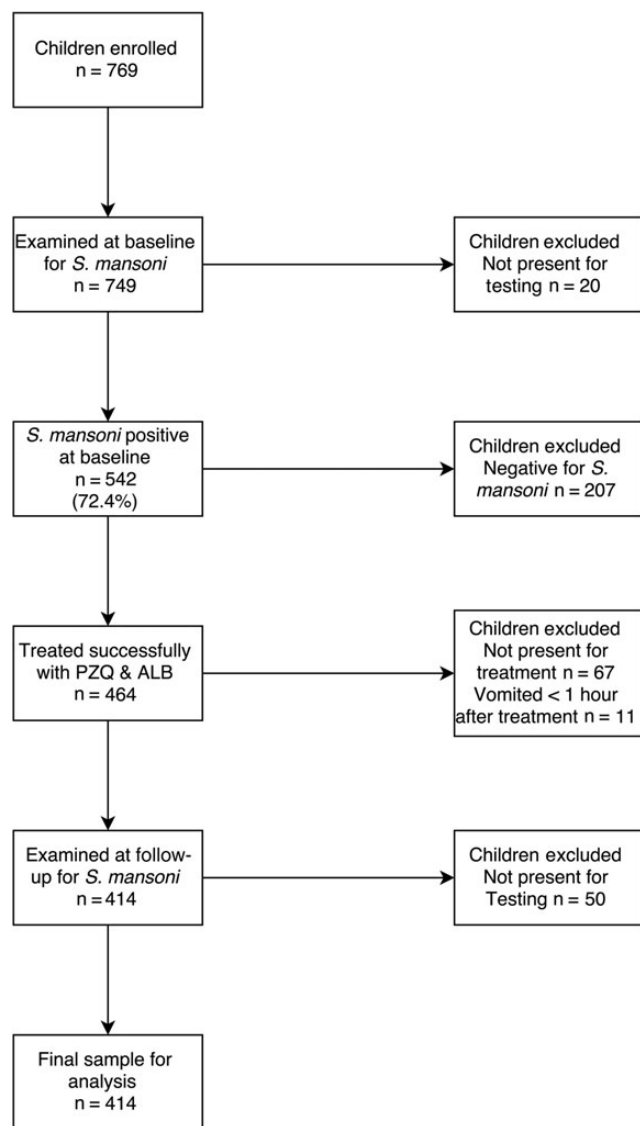 Children enrolled
n = 769
Examined at baseline
for S. mansoni
n = 749
Children excluded
Not present for
testing n = 20
S. mansoni positive
at baseline
n = 542
(72.4%)
Children excluded
Negative for S.
mansoni n = 207
Treated successfully
with PZQ & ALB
n = 464
Children excluded
Not present for
treatment n = 67
Vomited < 1 hour
after treatment n = 11
Examined at follow-
up for S. mansoni
n = 414
Children excluded
Not present for
Testing n = 50
Final sample for
analysis
n = 414